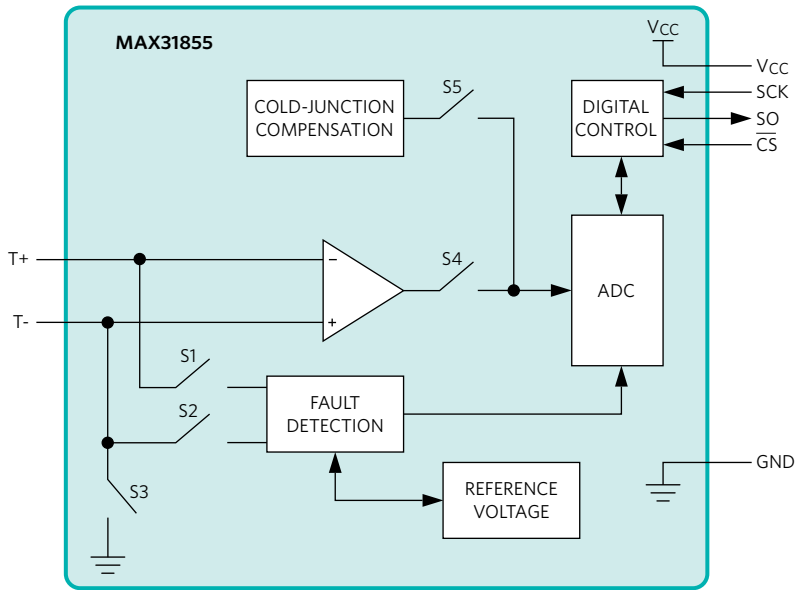 MAX31855
VCC
VCC
SCK
SO
C̅S̅
S5
COLD-JUNCTION
COMPENSATION
DIGITAL
CONTROL
T+
−
S4
ADC
T-
+
S1
S2
FAULT
DETECTION
S3
REFERENCE
VOLTAGE
GND